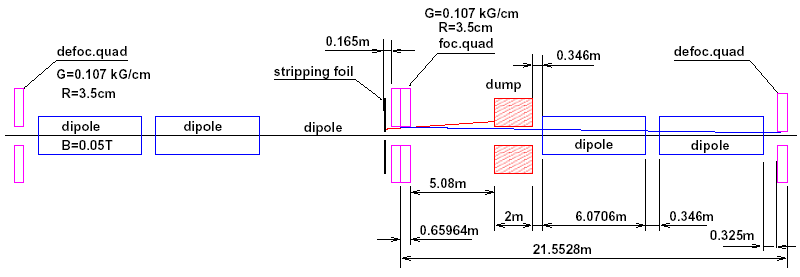 G=0.107 kG/cm
R=3.5cm
0.165m
foc.quad
defoc.quad
0.346m
defoc.quad
G=0.107 kG/cm
stripping foil
dump
R=3.5cm
dipole
dipole
dipole
B=0.05T
dipole
dipole
5.08m
2m
6.0706m
0.346m
0.65964m
0.325m
21.5528m